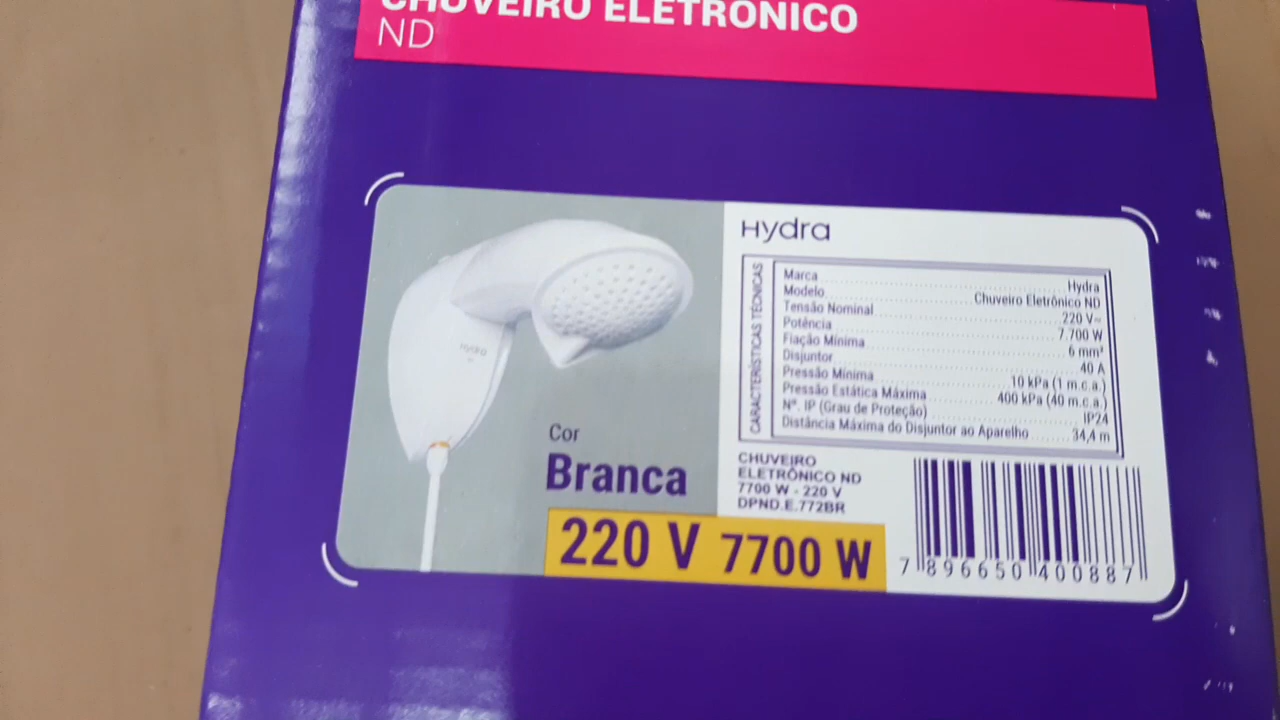 CHUVEIRO ELETRÔNICO
ND
Hydra
CARACTERÍSTICAS TÉCNICAS
Marca Hydra
Modelo Chuveiro Eletrônico ND
Tensão Nominal 220 V~
Potência 7.700 W
Fiação Mínima 6 mm²
Disjuntor 40 A
Pressão Mínima 10 kPa (1 m.c.a.)
Pressão Estática Máxima 400 kPa (40 m.c.a.)
Nº. IP (Grau de Proteção) IP24
Distância Máxima do Disjuntor ao Aparelho 34,4 m
Hydra
Cor
Branca
CHUVEIRO
ELETRÔNICO ND
7700 W - 220 V
DPND.E.772BR
220 V 7700 W
7 896650 400887